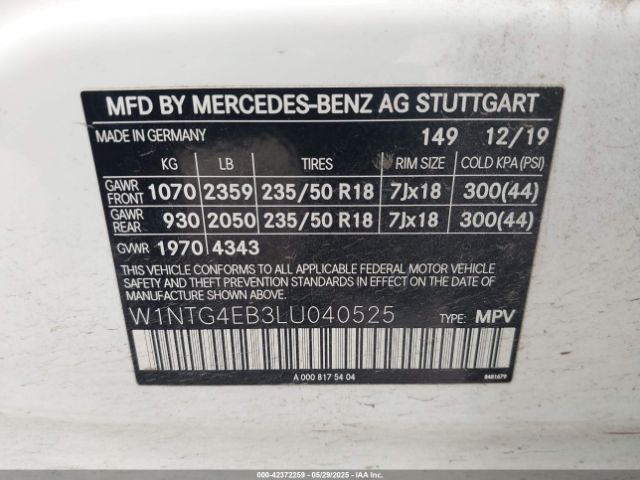 MFD BY MERCEDES-BENZ AG STUTTGART
MADE IN GERMANY 149 12/19
KG LB TIRES RIM SIZE COLD KPA(PSI)
GAWR FRONT 1070 2359 235/50 R18 7Jx18 300(44)
GAWR REAR 930 2050 235/50 R18 7Jx18 300(44)
GVWR 1970 4343
THIS VEHICLE CONFORMS TO ALL APPLICABLE FEDERAL MOTOR VEHICLE
SAFETY AND THEFT PREVENTION STANDARDS IN EFFECT ON THE DATE
OF MANUFACTURE SHOWN ABOVE.
W1NTG4EB3LU040525 TYPE: MPV
A 000 817 54 04 8481679
000-42372259 - 05/29/2025 - IAAI.COM